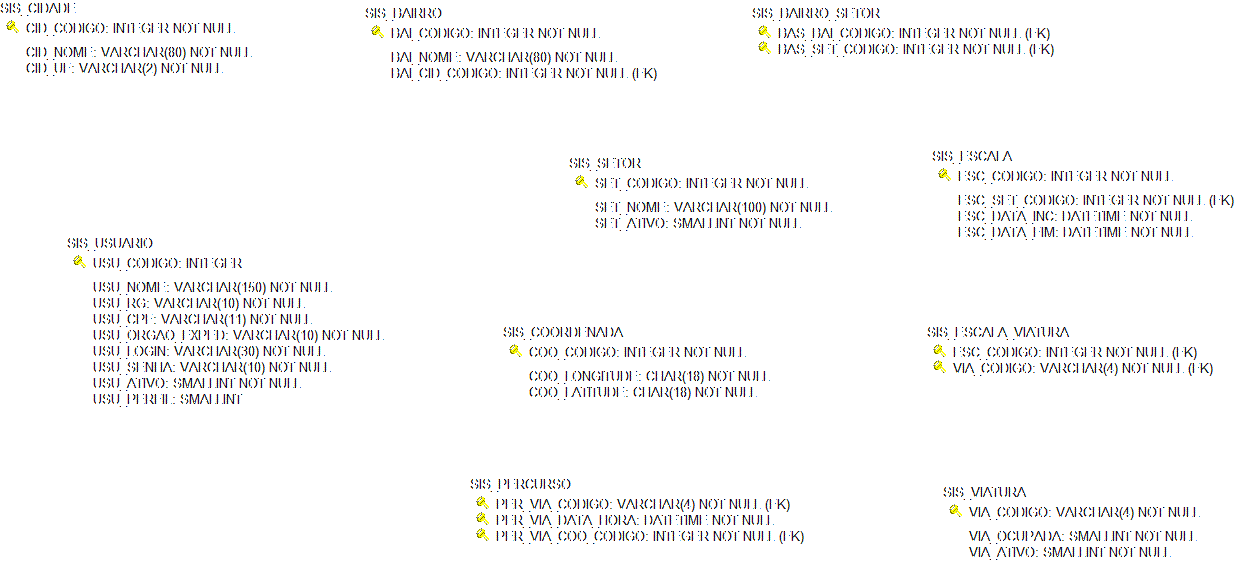 SIS_CIDADE
CID_CODIGO: INTEGER NOT NULL
CID_NOME: VARCHAR(80) NOT NULL
CID_UF: VARCHAR(2) NOT NULL
SIS_BAIRRO
BAI_CODIGO: INTEGER NOT NULL
BAI_NOME: VARCHAR(80) NOT NULL
BAI_CID_CODIGO: INTEGER NOT NULL (FK)
SIS_BAIRRO_SETOR
BAS_BAI_CODIGO: INTEGER NOT NULL (FK)
BAS_SET_CODIGO: INTEGER NOT NULL (FK)
SIS_SETOR
SET_CODIGO: INTEGER NOT NULL
SET_NOME: VARCHAR(100) NOT NULL
SET_ATIVO: SMALLINT NOT NULL
SIS_ESCALA
ESC_CODIGO: INTEGER NOT NULL
ESC_SET_CODIGO: INTEGER NOT NULL (FK)
ESC_DATA_INC: DATETIME NOT NULL
ESC_DATA_FIM: DATETIME NOT NULL
SIS_USUARIO
USU_CODIGO: INTEGER
USU_NOME: VARCHAR(150) NOT NULL
USU_RG: VARCHAR(10) NOT NULL
USU_CPF: VARCHAR(11) NOT NULL
USU_ORGAO_EXPED: VARCHAR(10) NOT NULL
USU_LOGIN: VARCHAR(30) NOT NULL
USU_SENHA: VARCHAR(10) NOT NULL
USU_ATIVO: SMALLINT NOT NULL
USU_PERFIL: SMALLINT
SIS_COORDENADA
COO_CODIGO: INTEGER NOT NULL
COO_LONGITUDE: CHAR(18) NOT NULL
COO_LATITUDE: CHAR(18) NOT NULL
SIS_ESCALA_VIATURA
ESC_CODIGO: INTEGER NOT NULL (FK)
VIA_CODIGO: VARCHAR(4) NOT NULL (FK)
SIS_PERCURSO
PER_VIA_CODIGO: VARCHAR(4) NOT NULL (FK)
PER_VIA_DATA_HORA: DATETIME NOT NULL
PER_VIA_COO_CODIGO: INTEGER NOT NULL (FK)
SIS_VIATURA
VIA_CODIGO: VARCHAR(4) NOT NULL
VIA_OCUPADA: SMALLINT NOT NULL
VIA_ATIVO: SMALLINT NOT NULL